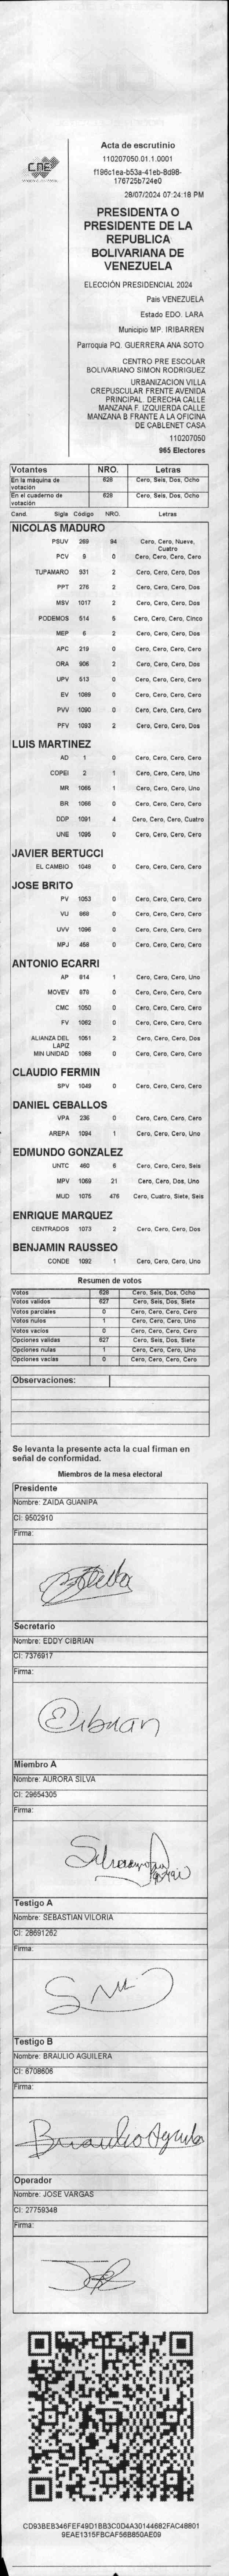 CNE
Acta de escrutinio
110207050.01.1.0001
f196c1ea-b53a-41eb-8d98-
176725b724e0
28/07/2024 07:24:18 PM
PRESIDENTA O
PRESIDENTE DE LA
REPUBLICA
BOLIVARIANA DE
VENEZUELA
ELECCIÓN PRESIDENCIAL 2024
País VENEZUELA
Estado EDO. LARA
Municipio MP. IRIBARREN
Parroquia PQ. GUERRERA ANA SOTO
CENTRO PRE ESCOLAR
BOLIVARIANO SIMON RODRIGUEZ
URBANIZACION VILLA
CREPUSCULAR FRENTE AVENIDA
PRINCIPAL. DERECHA CALLE
MANZANA F. IZQUIERDA CALLE
MANZANA B FRENTE A LA OFICINA
DE CABLENET CASA
110207050
965 Electores
Votantes NRO. Letras
En la máquina de votación 628 Cero, Seis, Dos, Ocho
En el cuaderno de votación 628 Cero, Seis, Dos, Ocho
Cand. Sigla Código NRO. Letras
NICOLAS MADURO
PSUV 269 94 Cero, Cero, Nueve, Cuatro
PCV 9 0 Cero, Cero, Cero, Cero
TUPAMARO 931 2 Cero, Cero, Cero, Dos
PPT 276 2 Cero, Cero, Cero, Dos
MSV 1017 2 Cero, Cero, Cero, Dos
PODEMOS 514 5 Cero, Cero, Cero, Cinco
MEP 6 2 Cero, Cero, Cero, Dos
APC 219 0 Cero, Cero, Cero, Cero
ORA 906 2 Cero, Cero, Cero, Dos
UPV 513 0 Cero, Cero, Cero, Cero
EV 1089 0 Cero, Cero, Cero, Cero
PVV 1090 0 Cero, Cero, Cero, Cero
PFV 1093 2 Cero, Cero, Cero, Dos
LUIS MARTINEZ
AD 1 0 Cero, Cero, Cero, Cero
COPEI 2 1 Cero, Cero, Cero, Uno
MR 1065 1 Cero, Cero, Cero, Uno
BR 1066 0 Cero, Cero, Cero, Cero
DDP 1091 4 Cero, Cero, Cero, Cuatro
UNE 1095 0 Cero, Cero, Cero, Cero
JAVIER BERTUCCI
EL CAMBIO 1048 0 Cero, Cero, Cero, Cero
JOSE BRITO
PV 1053 0 Cero, Cero, Cero, Cero
VU 969 0 Cero, Cero, Cero, Cero
UVV 1096 0 Cero, Cero, Cero, Cero
MPJ 458 0 Cero, Cero, Cero, Cero
ANTONIO ECARRI
AP 814 1 Cero, Cero, Cero, Uno
MOVEV 879 0 Cero, Cero, Cero, Cero
CMC 1050 0 Cero, Cero, Cero, Cero
FV 1062 0 Cero, Cero, Cero, Cero
ALIANZA DEL LAPIZ 1051 2 Cero, Cero, Cero, Dos
MIN UNIDAD 1068 0 Cero, Cero, Cero, Cero
CLAUDIO FERMIN
SPV 1049 0 Cero, Cero, Cero, Cero
DANIEL CEBALLOS
VPA 236 0 Cero, Cero, Cero, Cero
AREPA 1094 1 Cero, Cero, Cero, Uno
EDMUNDO GONZALEZ
UNTC 460 6 Cero, Cero, Cero, Seis
MPV 1069 21 Cero, Cero, Dos, Uno
MUD 1075 476 Cero, Cuatro, Siete, Seis
ENRIQUE MARQUEZ
CENTRADOS 1073 2 Cero, Cero, Cero, Dos
BENJAMIN RAUSSEO
CONDE 1092 1 Cero, Cero, Cero, Uno
Resumen de votos
Votos 628 Cero, Seis, Dos, Ocho
Votos validos 627 Cero, Seis, Dos, Siete
Votos parciales 0 Cero, Cero, Cero, Cero
Votos nulos 1 Cero, Cero, Cero, Uno
Votos vacios 0 Cero, Cero, Cero, Cero
Opciones validas 627 Cero, Seis, Dos, Siete
Opciones nulas 1 Cero, Cero, Cero, Uno
Opciones vacias 0 Cero, Cero, Cero, Cero
Observaciones:
Se levanta la presente acta la cual firman en
señal de conformidad.
Miembros de la mesa electoral
Presidente
Nombre: ZAIDA GUANIPA
CI: 9502910
Firma:
Secretario
Nombre: EDDY CIBRIAN
CI: 7376917
Firma:
Cibrian
Miembro A
Nombre: AURORA SILVA
CI: 29654305
Firma:
Testigo A
Nombre: SEBASTIAN VILORIA
CI: 28691262
Firma:
Testigo B
Nombre: BRAULIO AGUILERA
CI: 6708606
Firma:
Braulio Aguilera
Operador
Nombre: JOSE VARGAS
CI: 27759348
Firma:
CD93BEB346FEF49D1BB3C0D4A30144682FAC48801
9EAE1315FBCAF56B850AED9